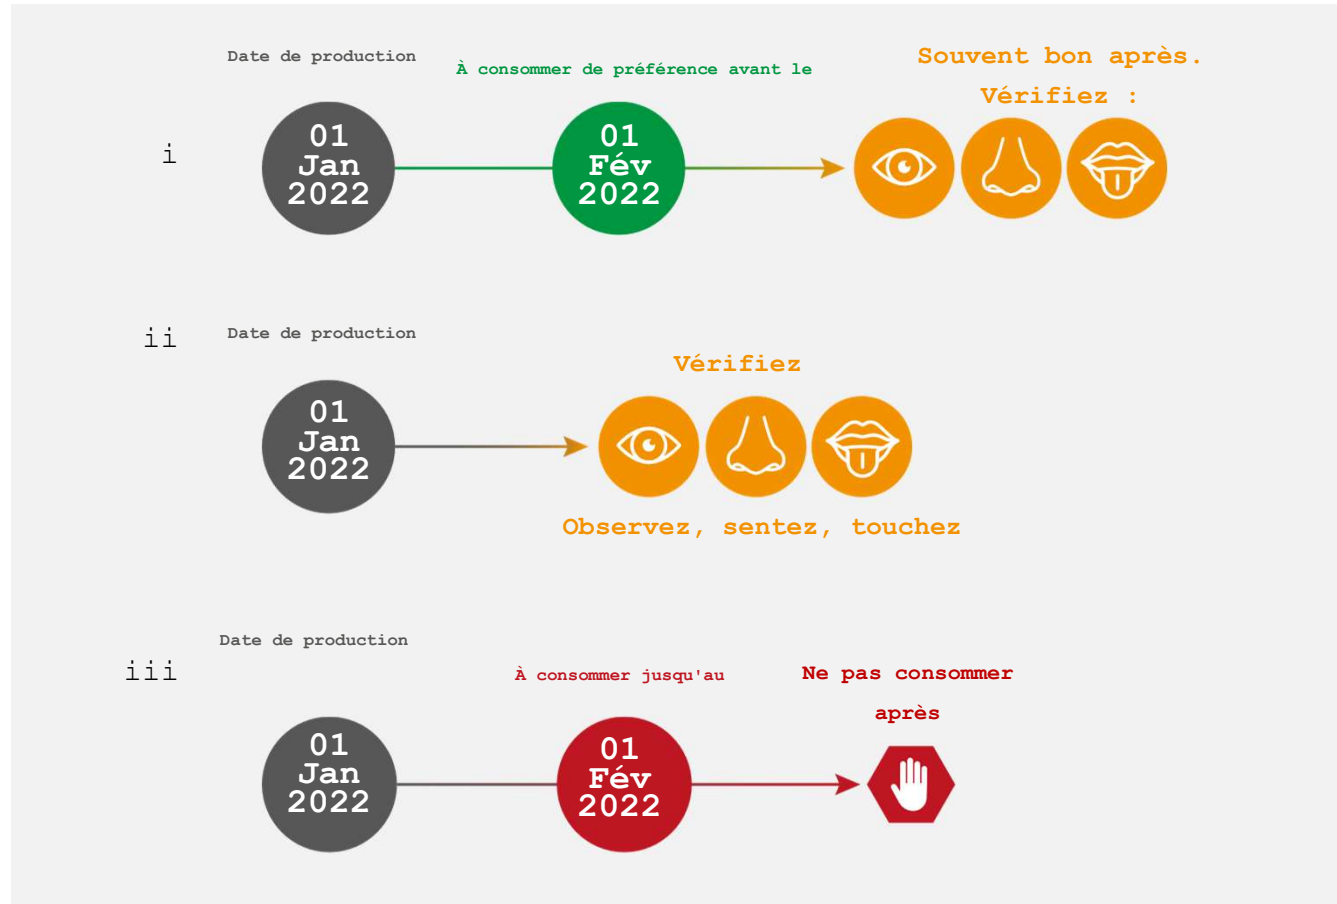 Date de production
À consommer de préférence avant le
Souvent bon après.
Vérifiez :
i
01
Jan
2022
01
Fév
2022
ii
Date de production
Vérifiez
01
Jan
2022
Observez, sentez, touchez
Date de production
iii
À consommer jusqu'au
Ne pas consommer
après
01
Jan
2022
01
Fév
2022